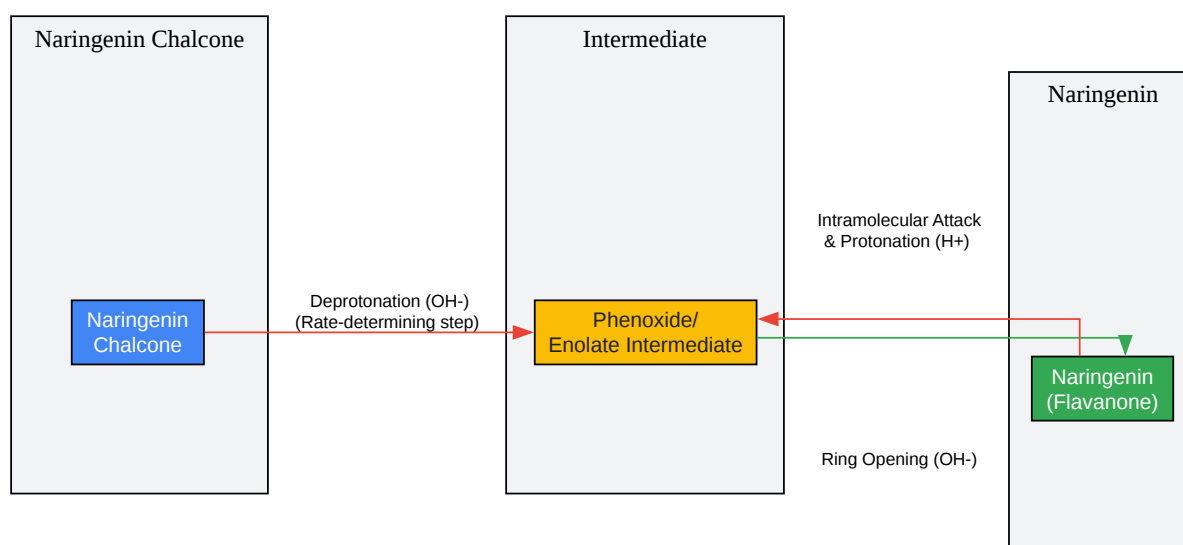 Naringenin Chalcone
Intermediate
Naringenin
Intramolecular Attack
& Protonation (H+)
Deprotonation (OH-)
(Rate-determining step)
Naringenin
Chalcone
Phenoxide/
Enolate Intermediate
Naringenin
(Flavanone)
Ring Opening (OH-)